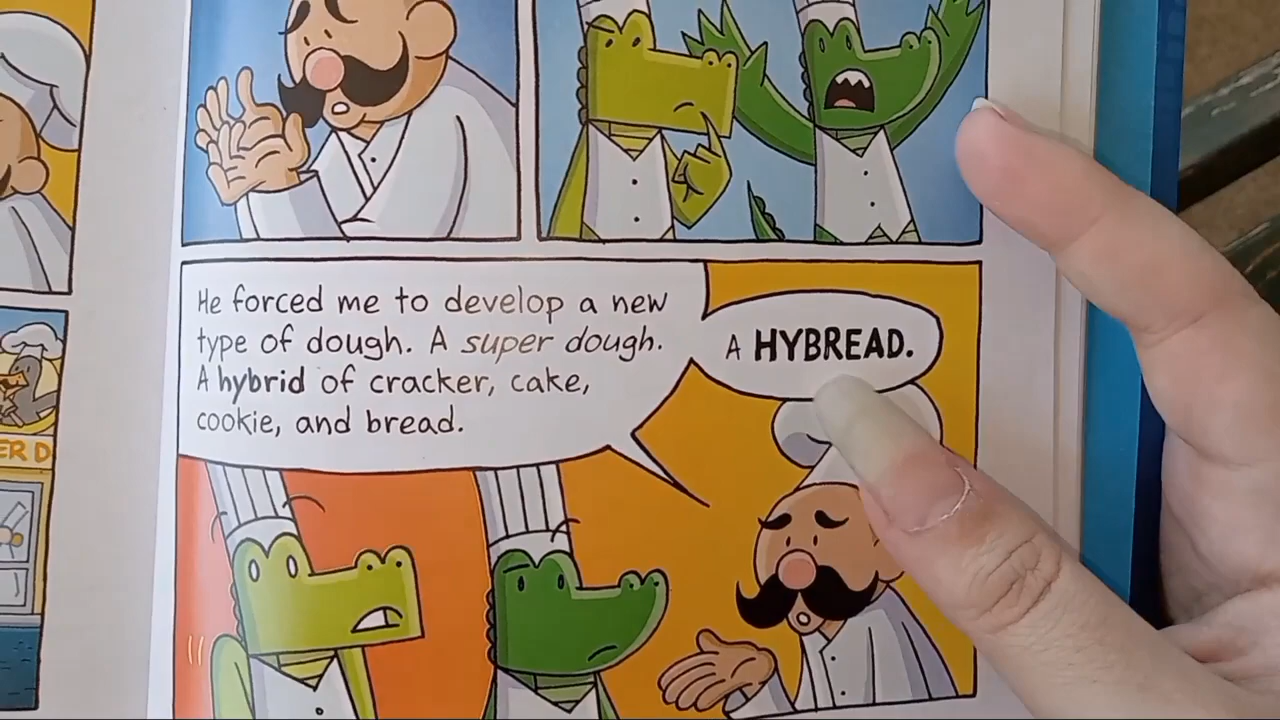 ER D
He forced me to develop a new
type of dough. A super dough.
A hybrid of cracker, cake,
cookie, and bread.
A HYBREAD.